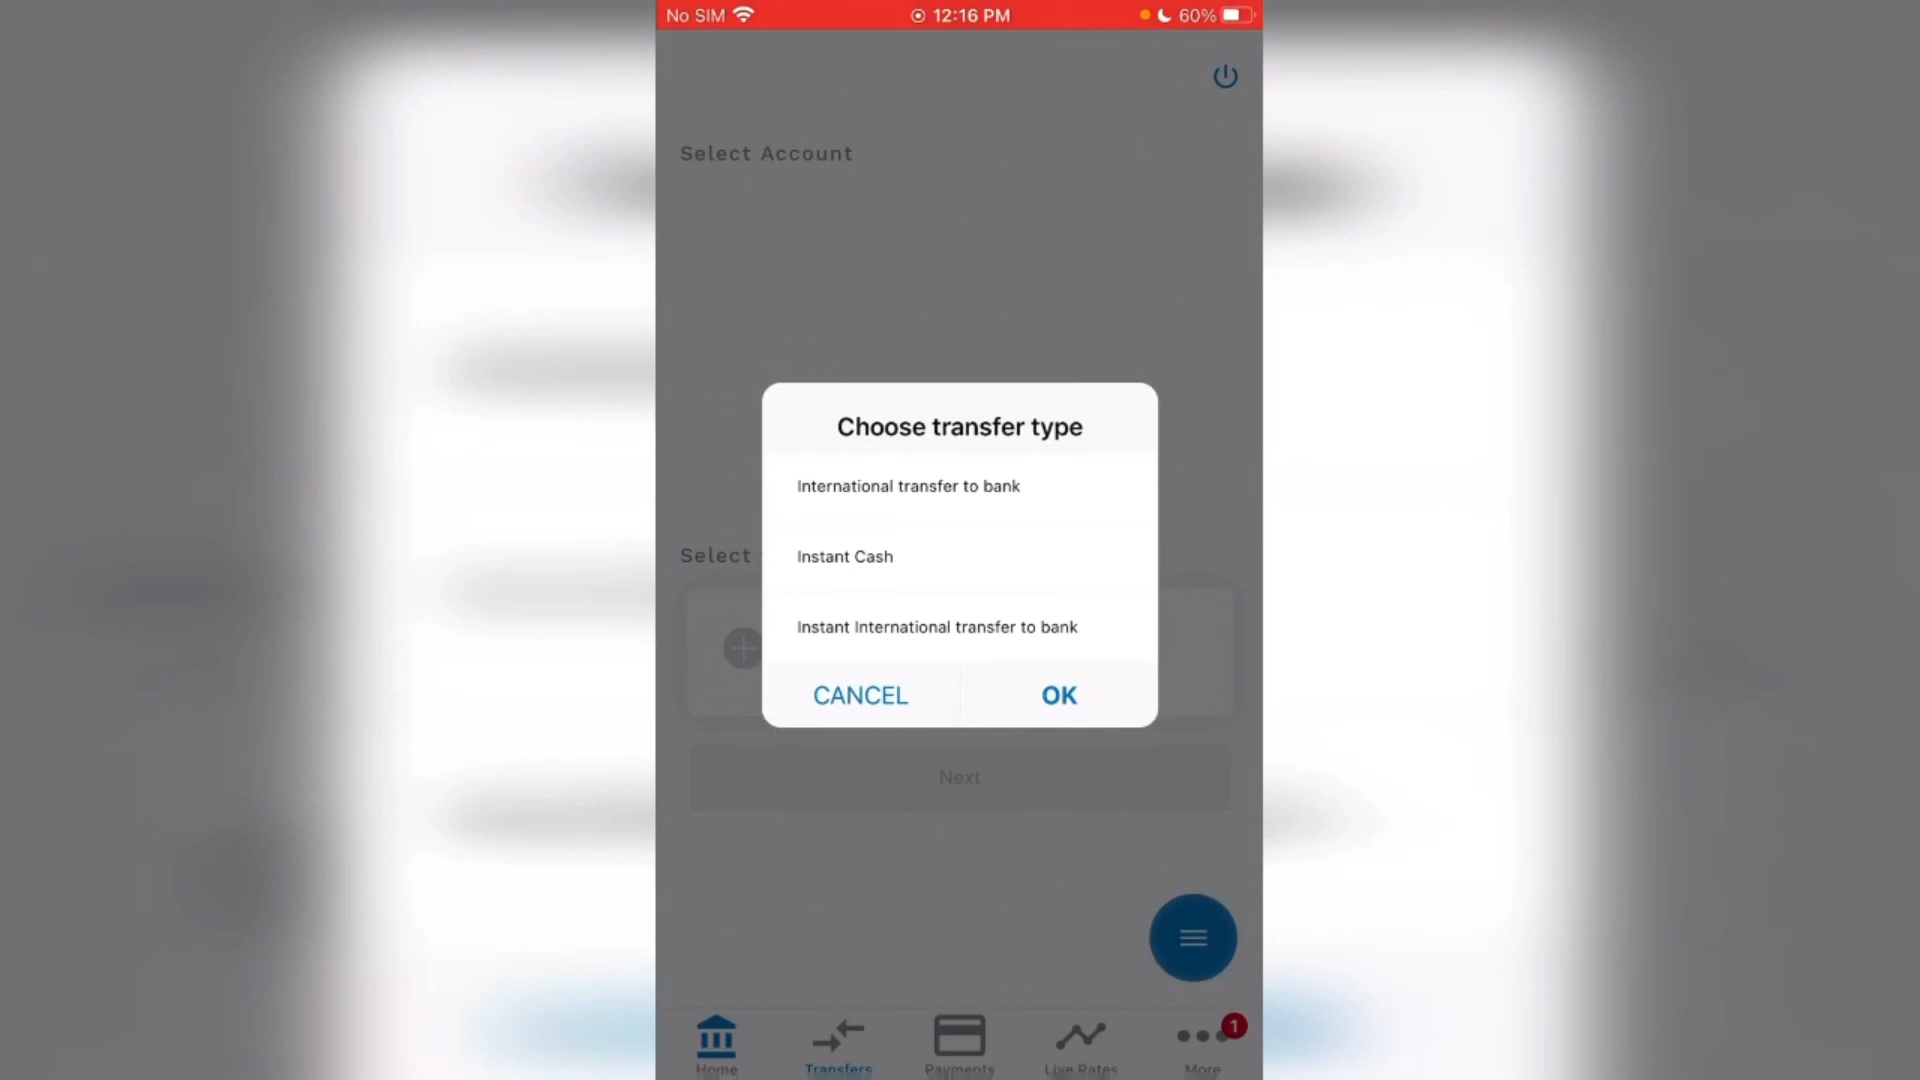 No SIM 12:16 PM 60%
Select Account
Choose transfer type
International transfer to bank
Instant Cash
Select
Instant International transfer to bank
CANCEL OK
Next
1
Home Transfers Payments Live Rates More